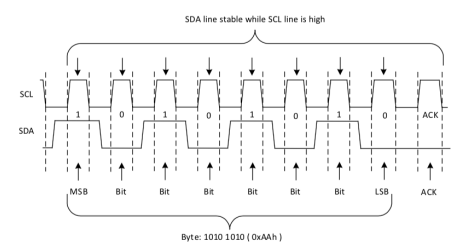 SDA line stable while SCL line is high
SCL
1 0 1 0 1 0 1 0 ACK
SDA
MSB Bit Bit Bit Bit Bit Bit LSB ACK
Byte: 1010 1010 ( 0xAAh )